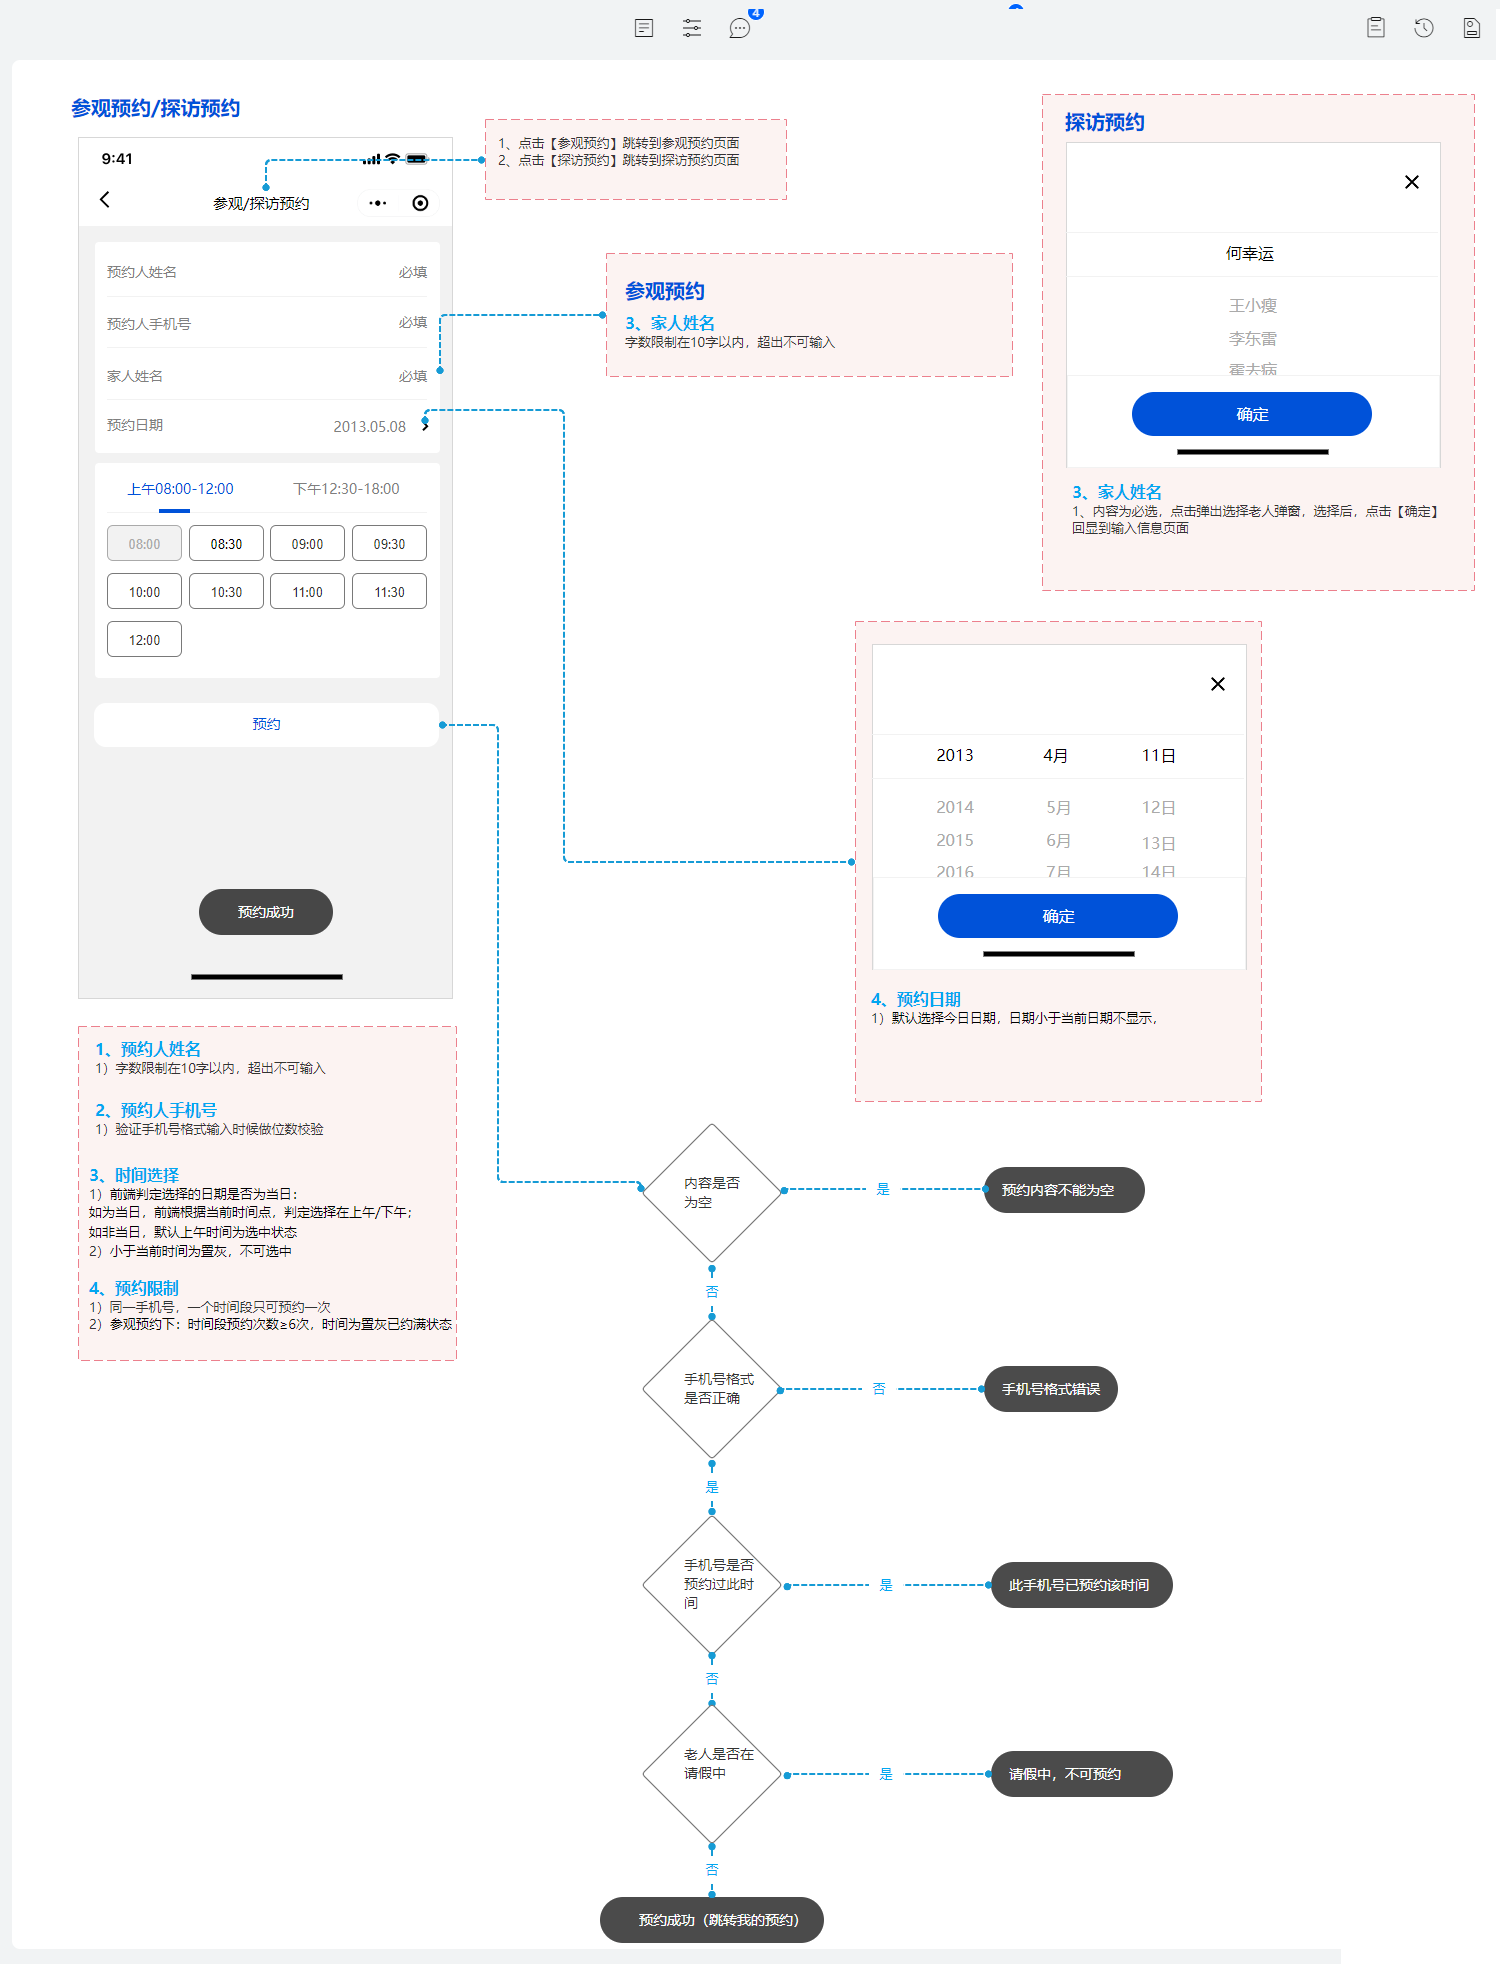 4
参观预约/探访预约
9:41
参观/探访预约
预约人姓名 必填
预约人手机号 必填
家人姓名 必填
预约日期 2013.05.08
上午08:00-12:00 下午12:30-18:00
08:00 08:30 09:00 09:30
10:00 10:30 11:00 11:30
12:00
预约
预约成功
1、点击【参观预约】跳转到参观预约页面
2、点击【探访预约】跳转到探访预约页面
参观预约
3、家人姓名
字数限制在10字以内，超出不可输入
探访预约
何幸运
王小瘦
李东雷
霍去病
确定
3、家人姓名
1、内容为必选，点击弹出选择老人弹窗，选择后，点击【确定】
回显到输入信息页面
2013 4月 11日
2014 5月 12日
2015 6月 13日
2016 7月 14日
确定
4、预约日期
1）默认选择今日日期，日期小于当前日期不显示，
1、预约人姓名
1）字数限制在10字以内，超出不可输入
2、预约人手机号
1）验证手机号格式输入时候做位数校验
3、时间选择
1）前端判定选择的日期是否为当日：
如为当日，前端根据当前时间点，判定选择在上午/下午；
如非当日，默认上午时间为选中状态
2）小于当前时间为置灰，不可选中
4、预约限制
1）同一手机号，一个时间段只可预约一次
2）参观预约下：时间段预约次数≥6次，时间为置灰已约满状态
内容是否
为空
是
预约内容不能为空
否
手机号格式
是否正确
否
手机号格式错误
是
手机号是否
预约过此时
间
是
此手机号已预约该时间
否
老人是否在
请假中
是
请假中，不可预约
否
预约成功（跳转我的预约）